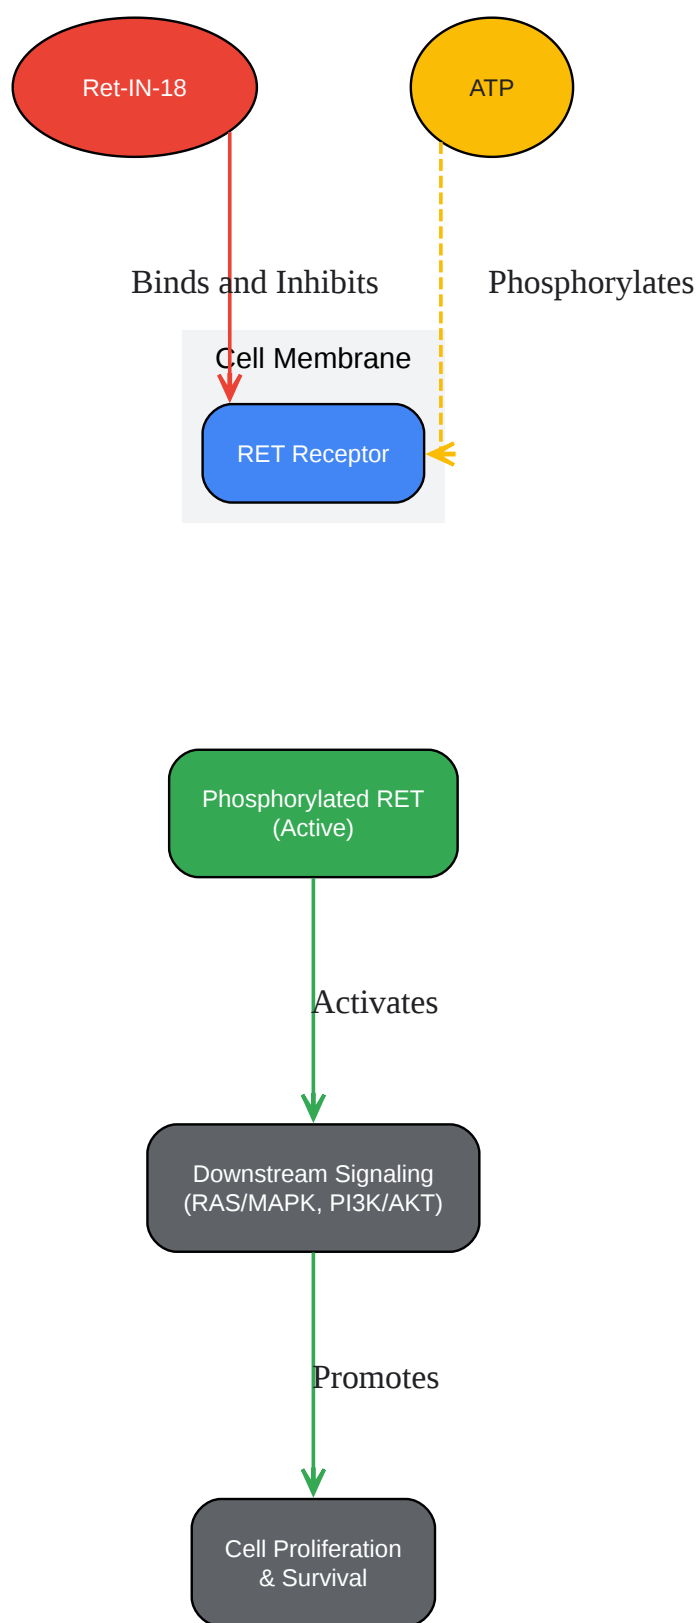 Ret-IN-18
ATP
Binds and Inhibits
Phosphorylates
Cell Membrane
RET Receptor
Phosphorylated RET
(Active)
Activates
Downstream Signaling
(RAS/MAPK, PI3K/AKT)
Promotes
Cell Proliferation
& Survival